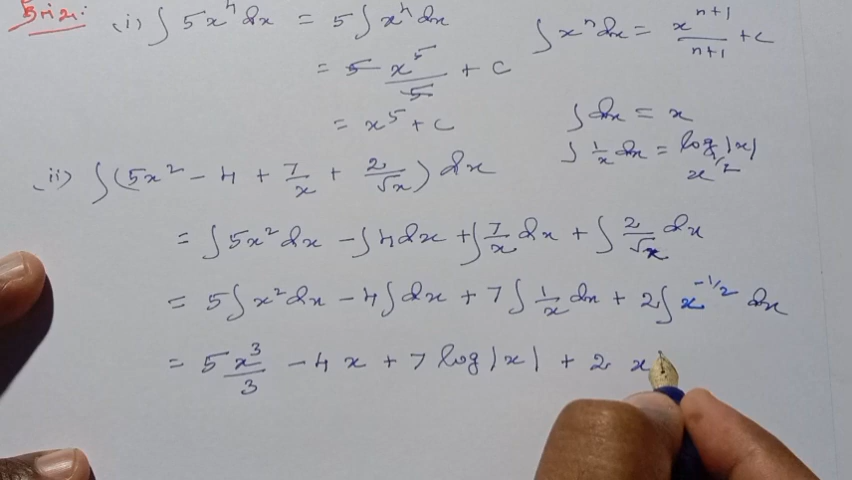 (i) ∫ 5x⁴ dx = 5 ∫ x⁴ dx
∫ xⁿ dx = x^(n+1)/(n+1) + c
= 5 x⁵/5 + c
= x⁵ + c
∫ dx = x
∫ 1/x dx = log |x|
x^(1/2)
(ii) ∫ (5x² - 4 + 7/x + 2/√x) dx
= ∫ 5x² dx - ∫ 4 dx + ∫ 7/x dx + ∫ 2/√x dx
= 5 ∫ x² dx - 4 ∫ dx + 7 ∫ 1/x dx + 2 ∫ x^(-1/2) dx
= 5 x³/3 - 4x + 7 log |x| + 2 x